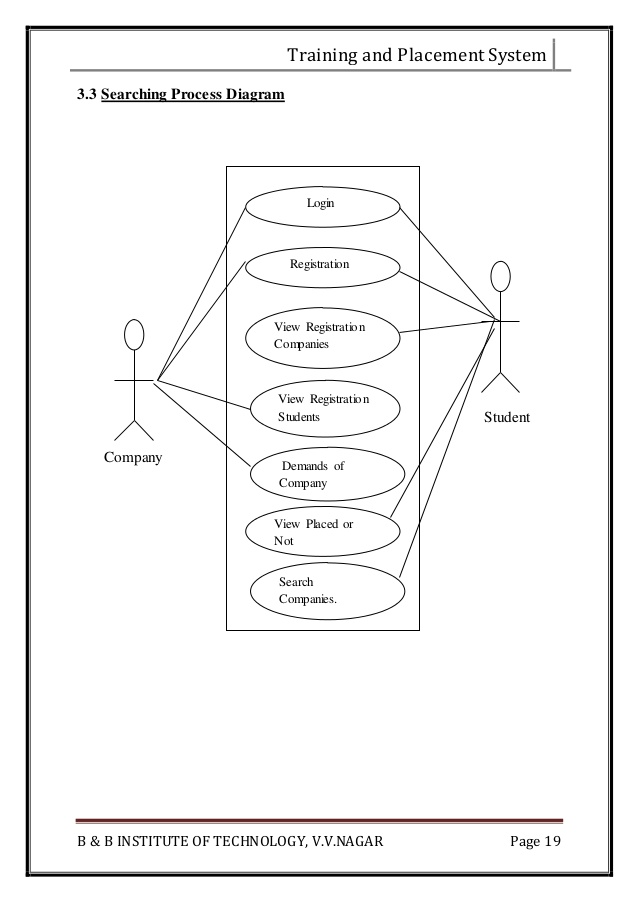 Training and Placement System
3.3 Searching Process Diagram
Login
Registration
View Registration
Companies
View Registration
Students
Student
Demands of
Company
Company
View Placed or
Not
Search
Companies.
B & B INSTITUTE OF TECHNOLOGY, V.V.NAGAR Page 19